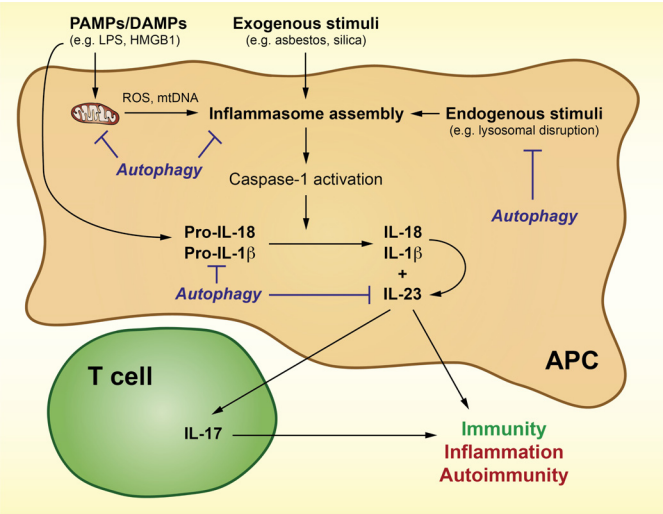 PAMPs/DAMPs
(e.g. LPS, HMGB1)
Exogenous stimuli
(e.g. asbestos, silica)
ROS, mtDNA
Inflammasome assembly
Endogenous stimuli
(e.g. lysosomal disruption)
Autophagy
Caspase-1 activation
Autophagy
Pro-IL-18
Pro-IL-1β
IL-18
IL-1β
+
IL-23
Autophagy
APC
T cell
IL-17
Immunity
Inflammation
Autoimmunity